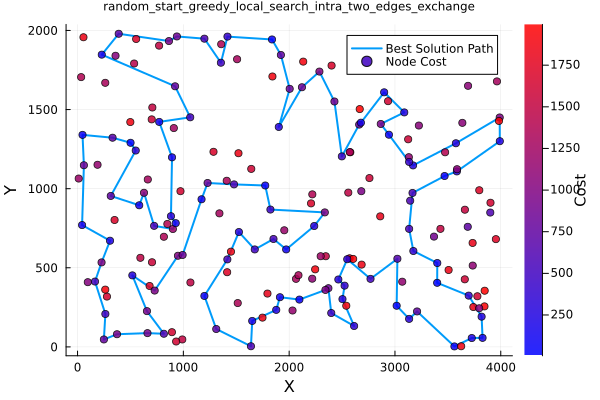 random_start_greedy_local_search_intra_two_edges_exchange
Best Solution Path
Node Cost
Y
2000
1500
1000
500
0
0
1000
2000
3000
4000
X
1750
1500
1250
1000
750
500
250
Cost